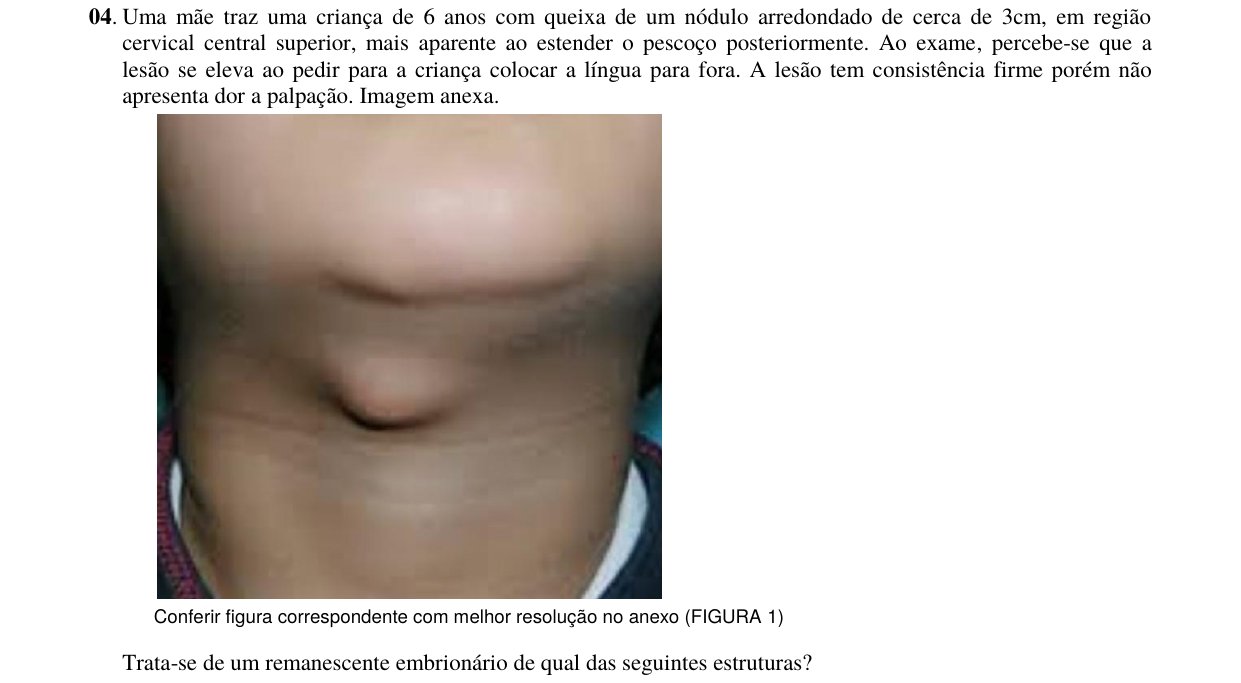 04. Uma mãe traz uma criança de 6 anos com queixa de um nódulo arredondado de cerca de 3cm, em região
cervical central superior, mais aparente ao estender o pescoço posteriormente. Ao exame, percebe-se que a
lesão se eleva ao pedir para a criança colocar a língua para fora. A lesão tem consistência firme porém não
apresenta dor a palpação. Imagem anexa.
Conferir figura correspondente com melhor resolução no anexo (FIGURA 1)
Trata-se de um remanescente embrionário de qual das seguintes estruturas?